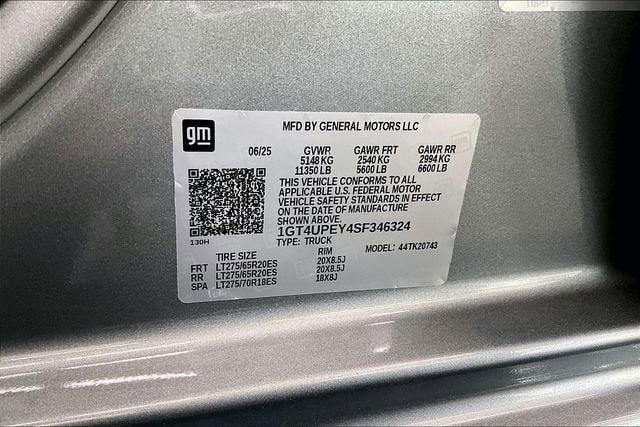 gm
MFD BY GENERAL MOTORS LLC
06/25 GVWR GAWR FRT GAWR RR
5148 KG 2540 KG 2994 KG
11350 LB 5600 LB 6600 LB
THIS VEHICLE CONFORMS TO ALL
APPLICABLE U.S. FEDERAL MOTOR
VEHICLE SAFETY STANDARDS IN EFFECT
ON THE DATE OF MANUFACTURE
SHOWN ABOVE.
1GT4UPEY4SF346324
130H
TYPE: TRUCK MODEL: 44TK20743
TIRE SIZE RIM
FRT LT275/65R20ES 20X8.5J
RR LT275/65R20ES 20X8.5J
SPA LT275/70R18ES 18X8J